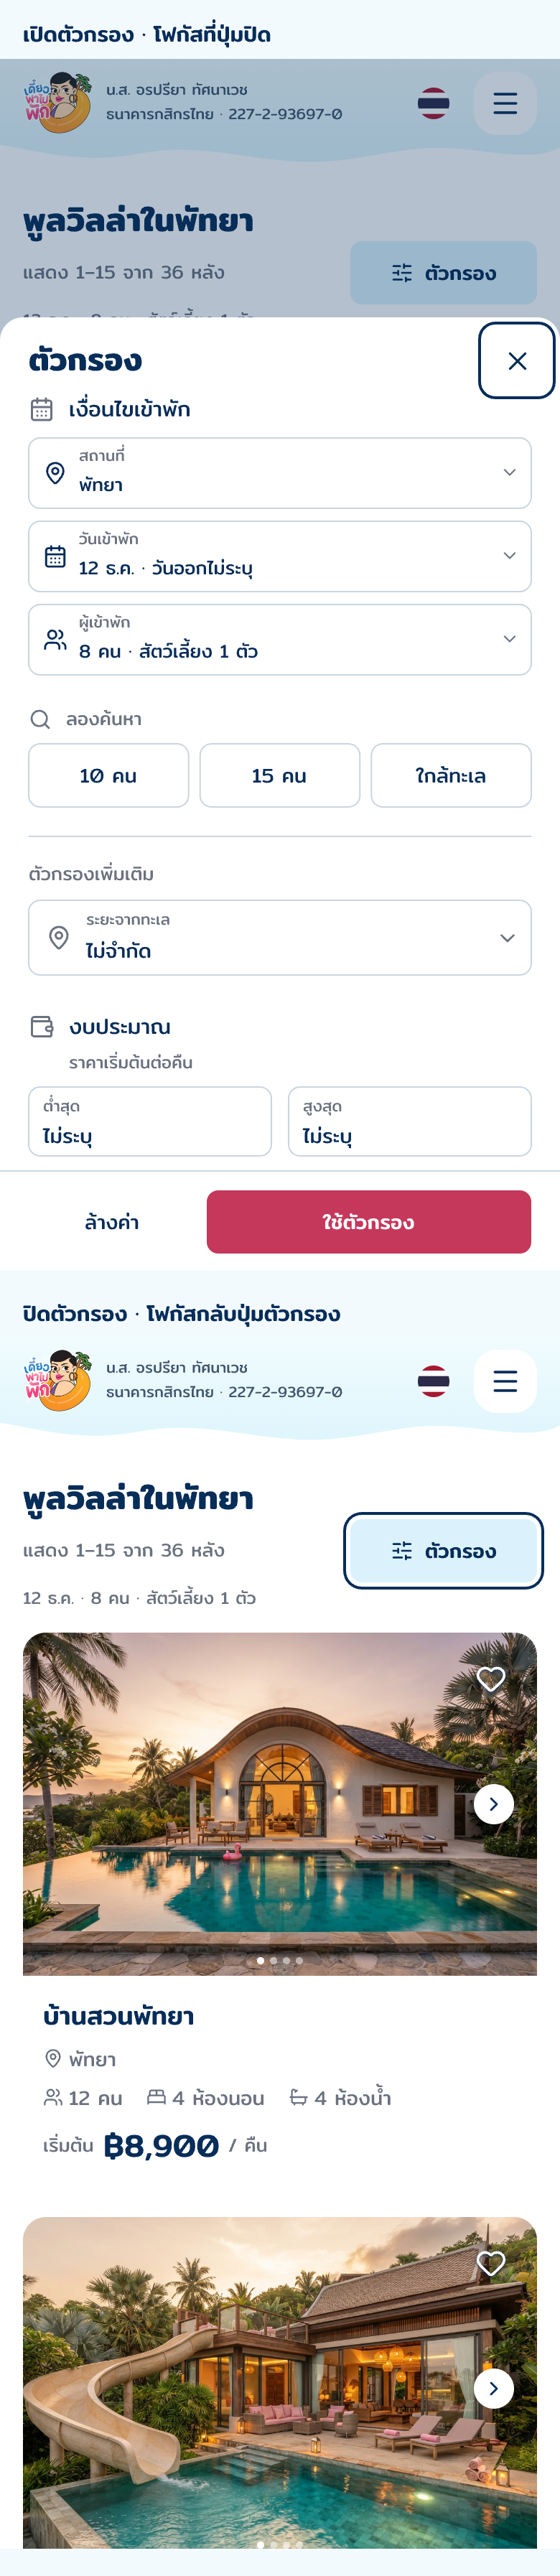 เปิดตัวกรอง · โฟกัสที่ปุ่มปิด
เดี๋ยว
พาไป
พัก
น.ส. อรปรียา ทัศนาเวช
ธนาคารกสิกรไทย · 227-2-93697-0
พูลวิลล่าในพัทยา
แสดง 1–15 จาก 36 หลัง
ตัวกรอง
ตัวกรอง
เงื่อนไขเข้าพัก
สถานที่
พัทยา
วันเข้าพัก
12 ธ.ค. · วันออกไม่ระบุ
ผู้เข้าพัก
8 คน · สัตว์เลี้ยง 1 ตัว
ลองค้นหา
10 คน
15 คน
ใกล้ทะเล
ตัวกรองเพิ่มเติม
ระยะจากทะเล
ไม่จำกัด
งบประมาณ
ราคาเริ่มต้นต่อคืน
ต่ำสุด
ไม่ระบุ
สูงสุด
ไม่ระบุ
ล้างค่า
ใช้ตัวกรอง
ปิดตัวกรอง · โฟกัสกลับปุ่มตัวกรอง
เดี๋ยว
พาไป
พัก
น.ส. อรปรียา ทัศนาเวช
ธนาคารกสิกรไทย · 227-2-93697-0
พูลวิลล่าในพัทยา
แสดง 1–15 จาก 36 หลัง
ตัวกรอง
12 ธ.ค. · 8 คน · สัตว์เลี้ยง 1 ตัว
บ้านสวนพัทยา
พัทยา
12 คน 4 ห้องนอน 4 ห้องน้ำ
เริ่มต้น ฿8,900 / คืน